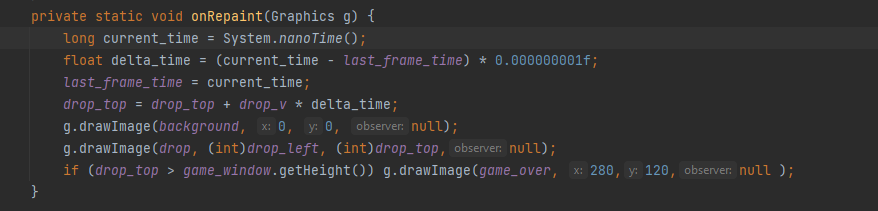 private static void onRepaint(Graphics g) {
long current_time = System.nanoTime();
float delta_time = (current_time - last_frame_time) * 0.000000001f;
last_frame_time = current_time;
drop_top = drop_top + drop_v * delta_time;
g.drawImage(background, x: 0, y: 0, observer: null);
g.drawImage(drop, (int)drop_left, (int)drop_top, observer: null);
if (drop_top > game_window.getHeight()) g.drawImage(game_over, x: 280, y: 120, observer: null );
}